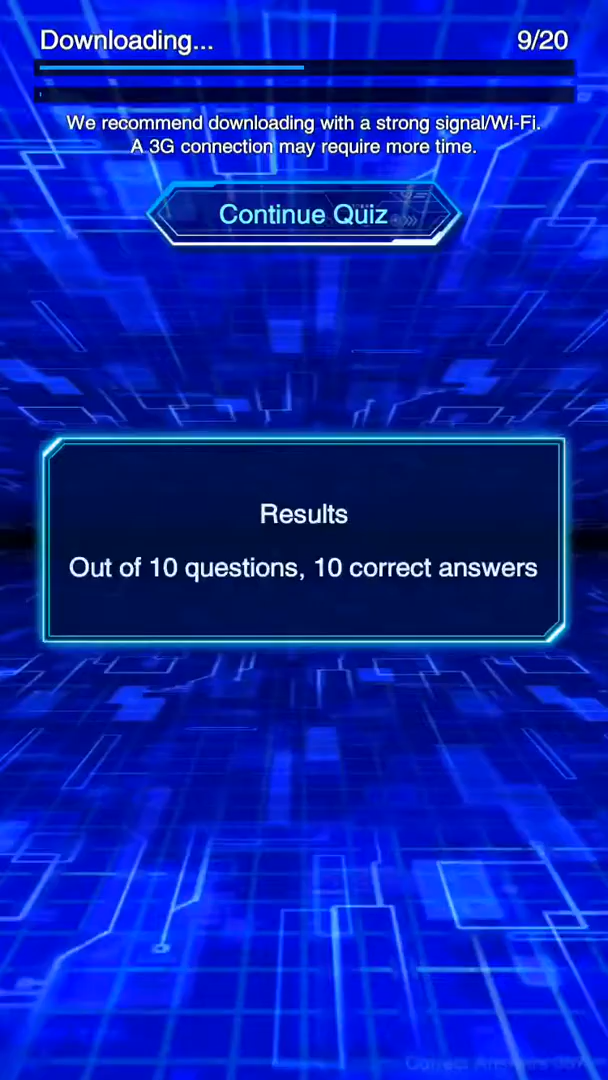 Downloading... 9/20
We recommend downloading with a strong signal/Wi-Fi.
A 3G connection may require more time.
Continue Quiz
Results
Out of 10 questions, 10 correct answers